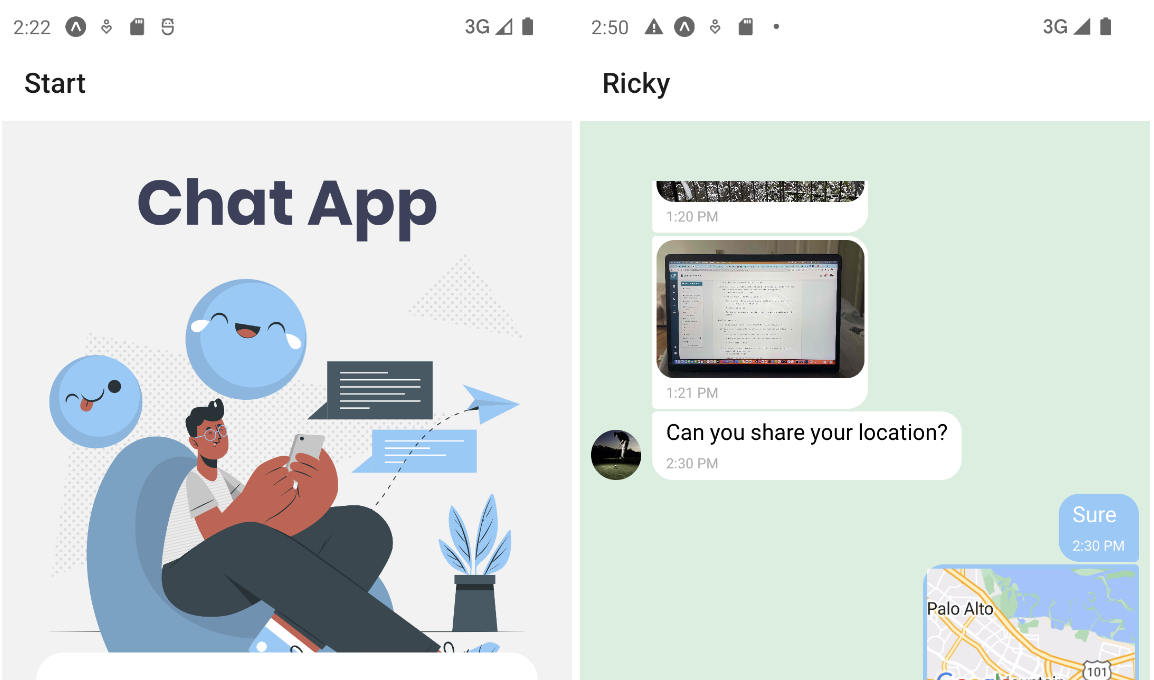 2:22
3G
Start
Chat App
2:50
3G
Ricky
1:20 PM
1:21 PM
Can you share your location?
2:30 PM
Sure
2:30 PM
Palo Alto
101